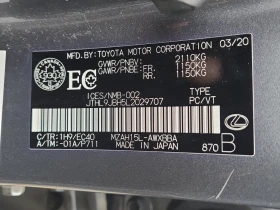 MFD.BY:TOYOTA MOTOR CORPORATION 03/20
GVWR/PNBV: 2110KG
GAWR/PNBE: FR 1150KG
RR 1150KG
EC ICES/NMB-002 TYPE:
JTHL9JBH5L2029707 PC/VT
C/TR:1H9/EC40 MZAH15L-AWXBBA
A/TM:-01A/P711 MADE IN JAPAN 870 B